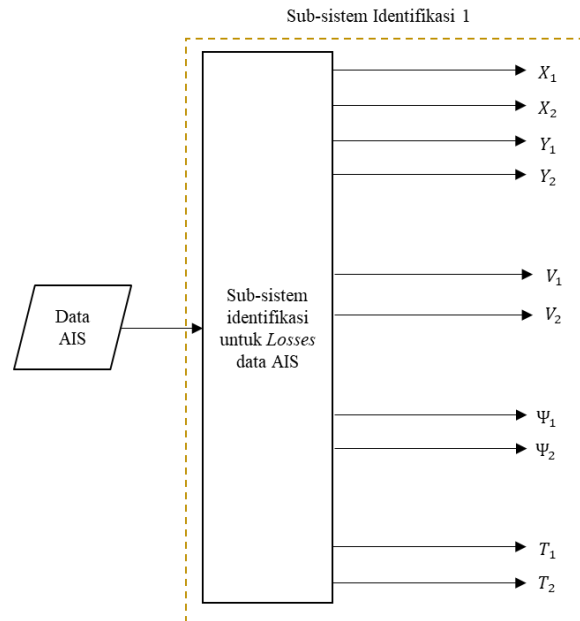 Sub-sistem Identifikasi 1
X₁
X₂
Y₁
Y₂
Data
AIS
Sub-sistem
identifikasi
untuk Losses
data AIS
V₁
V₂
Ψ₁
Ψ₂
T₁
T₂